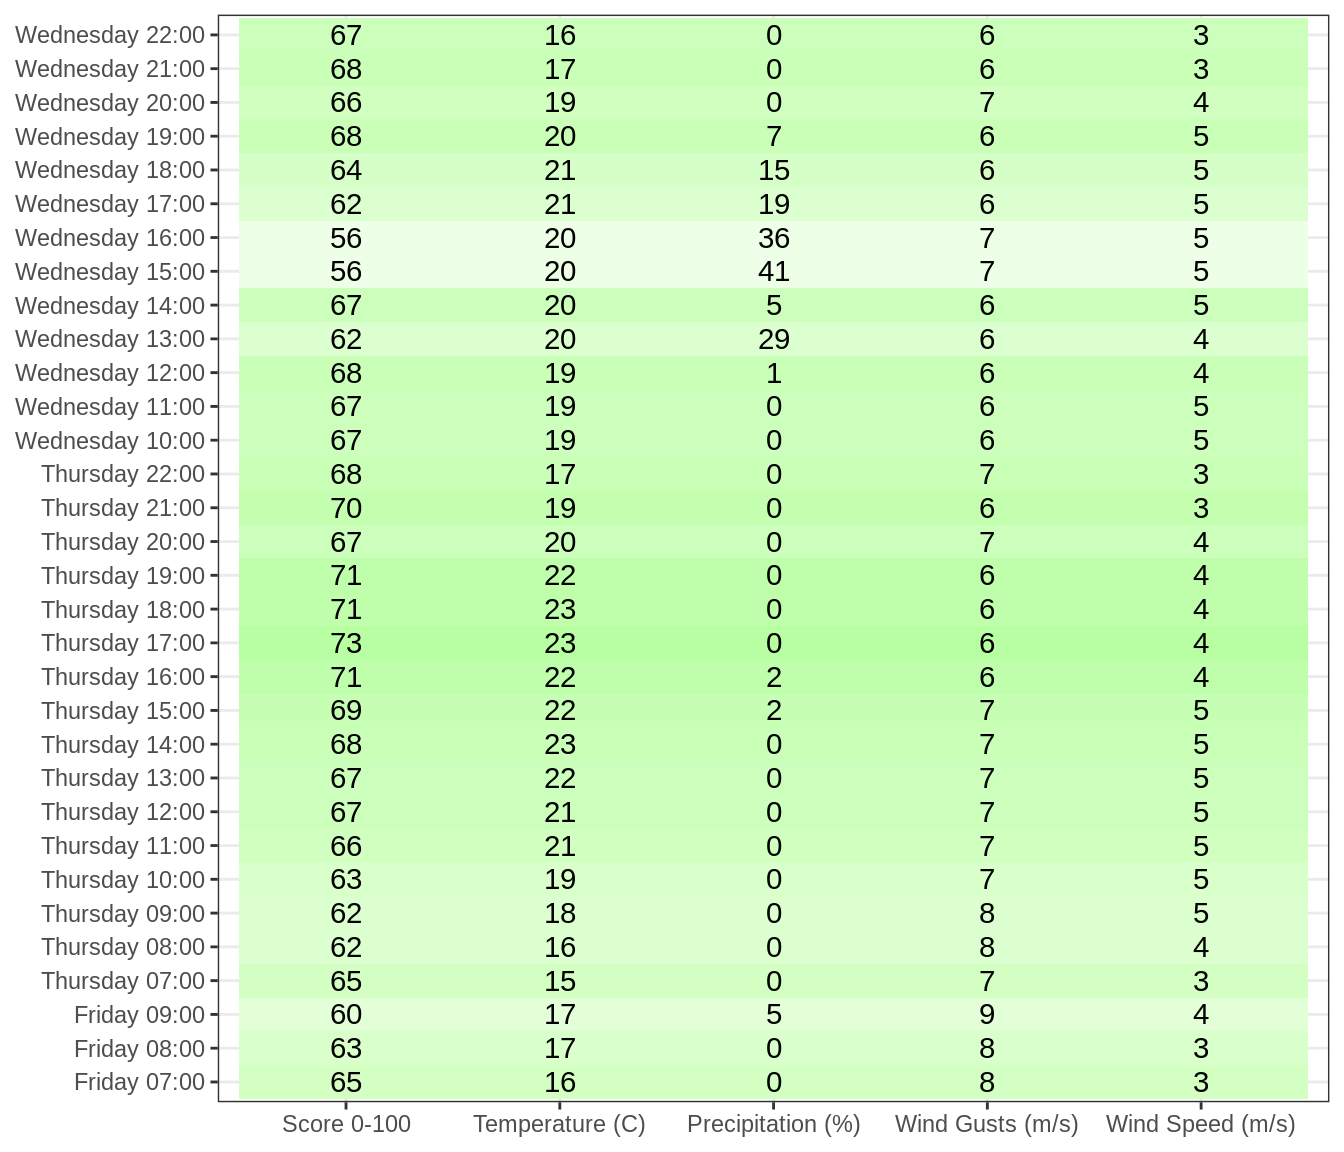 Wednesday 22:00 67 16 0 6 3
Wednesday 21:00 68 17 0 6 3
Wednesday 20:00 66 19 0 7 4
Wednesday 19:00 68 20 7 6 5
Wednesday 18:00 64 21 15 6 5
Wednesday 17:00 62 21 19 6 5
Wednesday 16:00 56 20 36 7 5
Wednesday 15:00 56 20 41 7 5
Wednesday 14:00 67 20 5 6 5
Wednesday 13:00 62 20 29 6 4
Wednesday 12:00 68 19 1 6 4
Wednesday 11:00 67 19 0 6 5
Wednesday 10:00 67 19 0 6 5
Thursday 22:00 68 17 0 7 3
Thursday 21:00 70 19 0 6 3
Thursday 20:00 67 20 0 7 4
Thursday 19:00 71 22 0 6 4
Thursday 18:00 71 23 0 6 4
Thursday 17:00 73 23 0 6 4
Thursday 16:00 71 22 2 6 4
Thursday 15:00 69 22 2 7 5
Thursday 14:00 68 23 0 7 5
Thursday 13:00 67 22 0 7 5
Thursday 12:00 67 21 0 7 5
Thursday 11:00 66 21 0 7 5
Thursday 10:00 63 19 0 7 5
Thursday 09:00 62 18 0 8 5
Thursday 08:00 62 16 0 8 4
Thursday 07:00 65 15 0 7 3
Friday 09:00 60 17 5 9 4
Friday 08:00 63 17 0 8 3
Friday 07:00 65 16 0 8 3
Score 0-100 Temperature (C) Precipitation (%) Wind Gusts (m/s) Wind Speed (m/s)